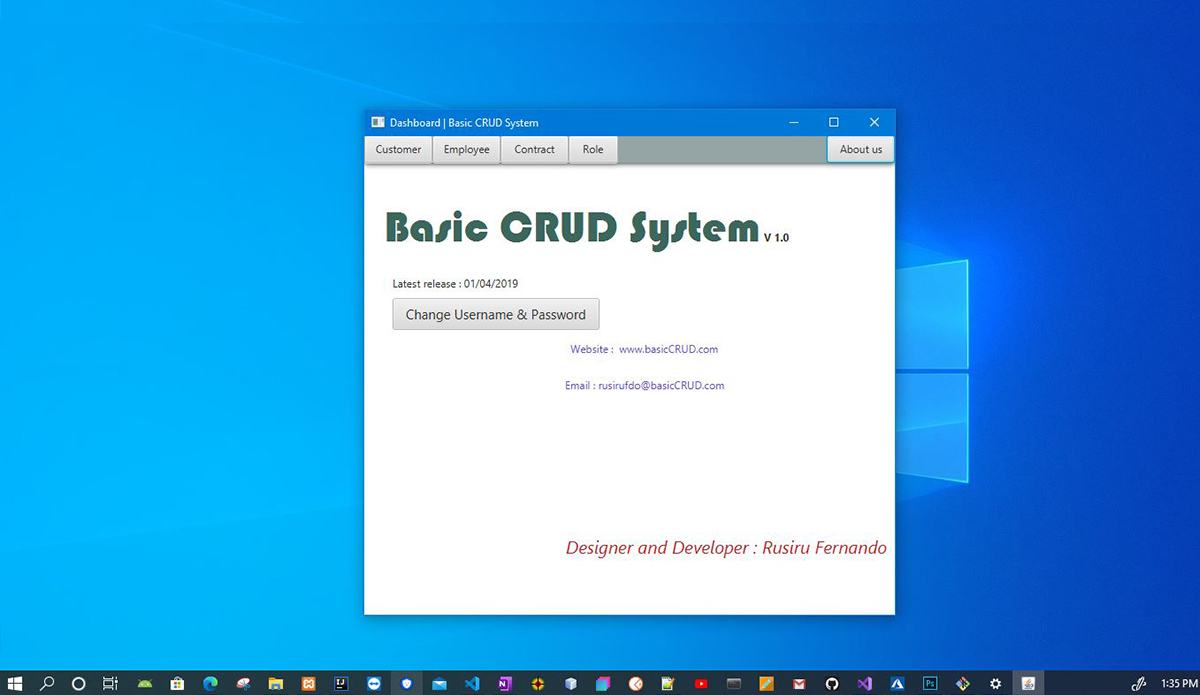 Dashboard | Basic CRUD System
Customer Employee Contract Role About us
Basic CRUD System V 1.0
Latest release : 01/04/2019
Change Username & Password
Website : www.basicCRUD.com
Email : rusirufdo@basicCRUD.com
Designer and Developer : Rusiru Fernando
1:35 PM